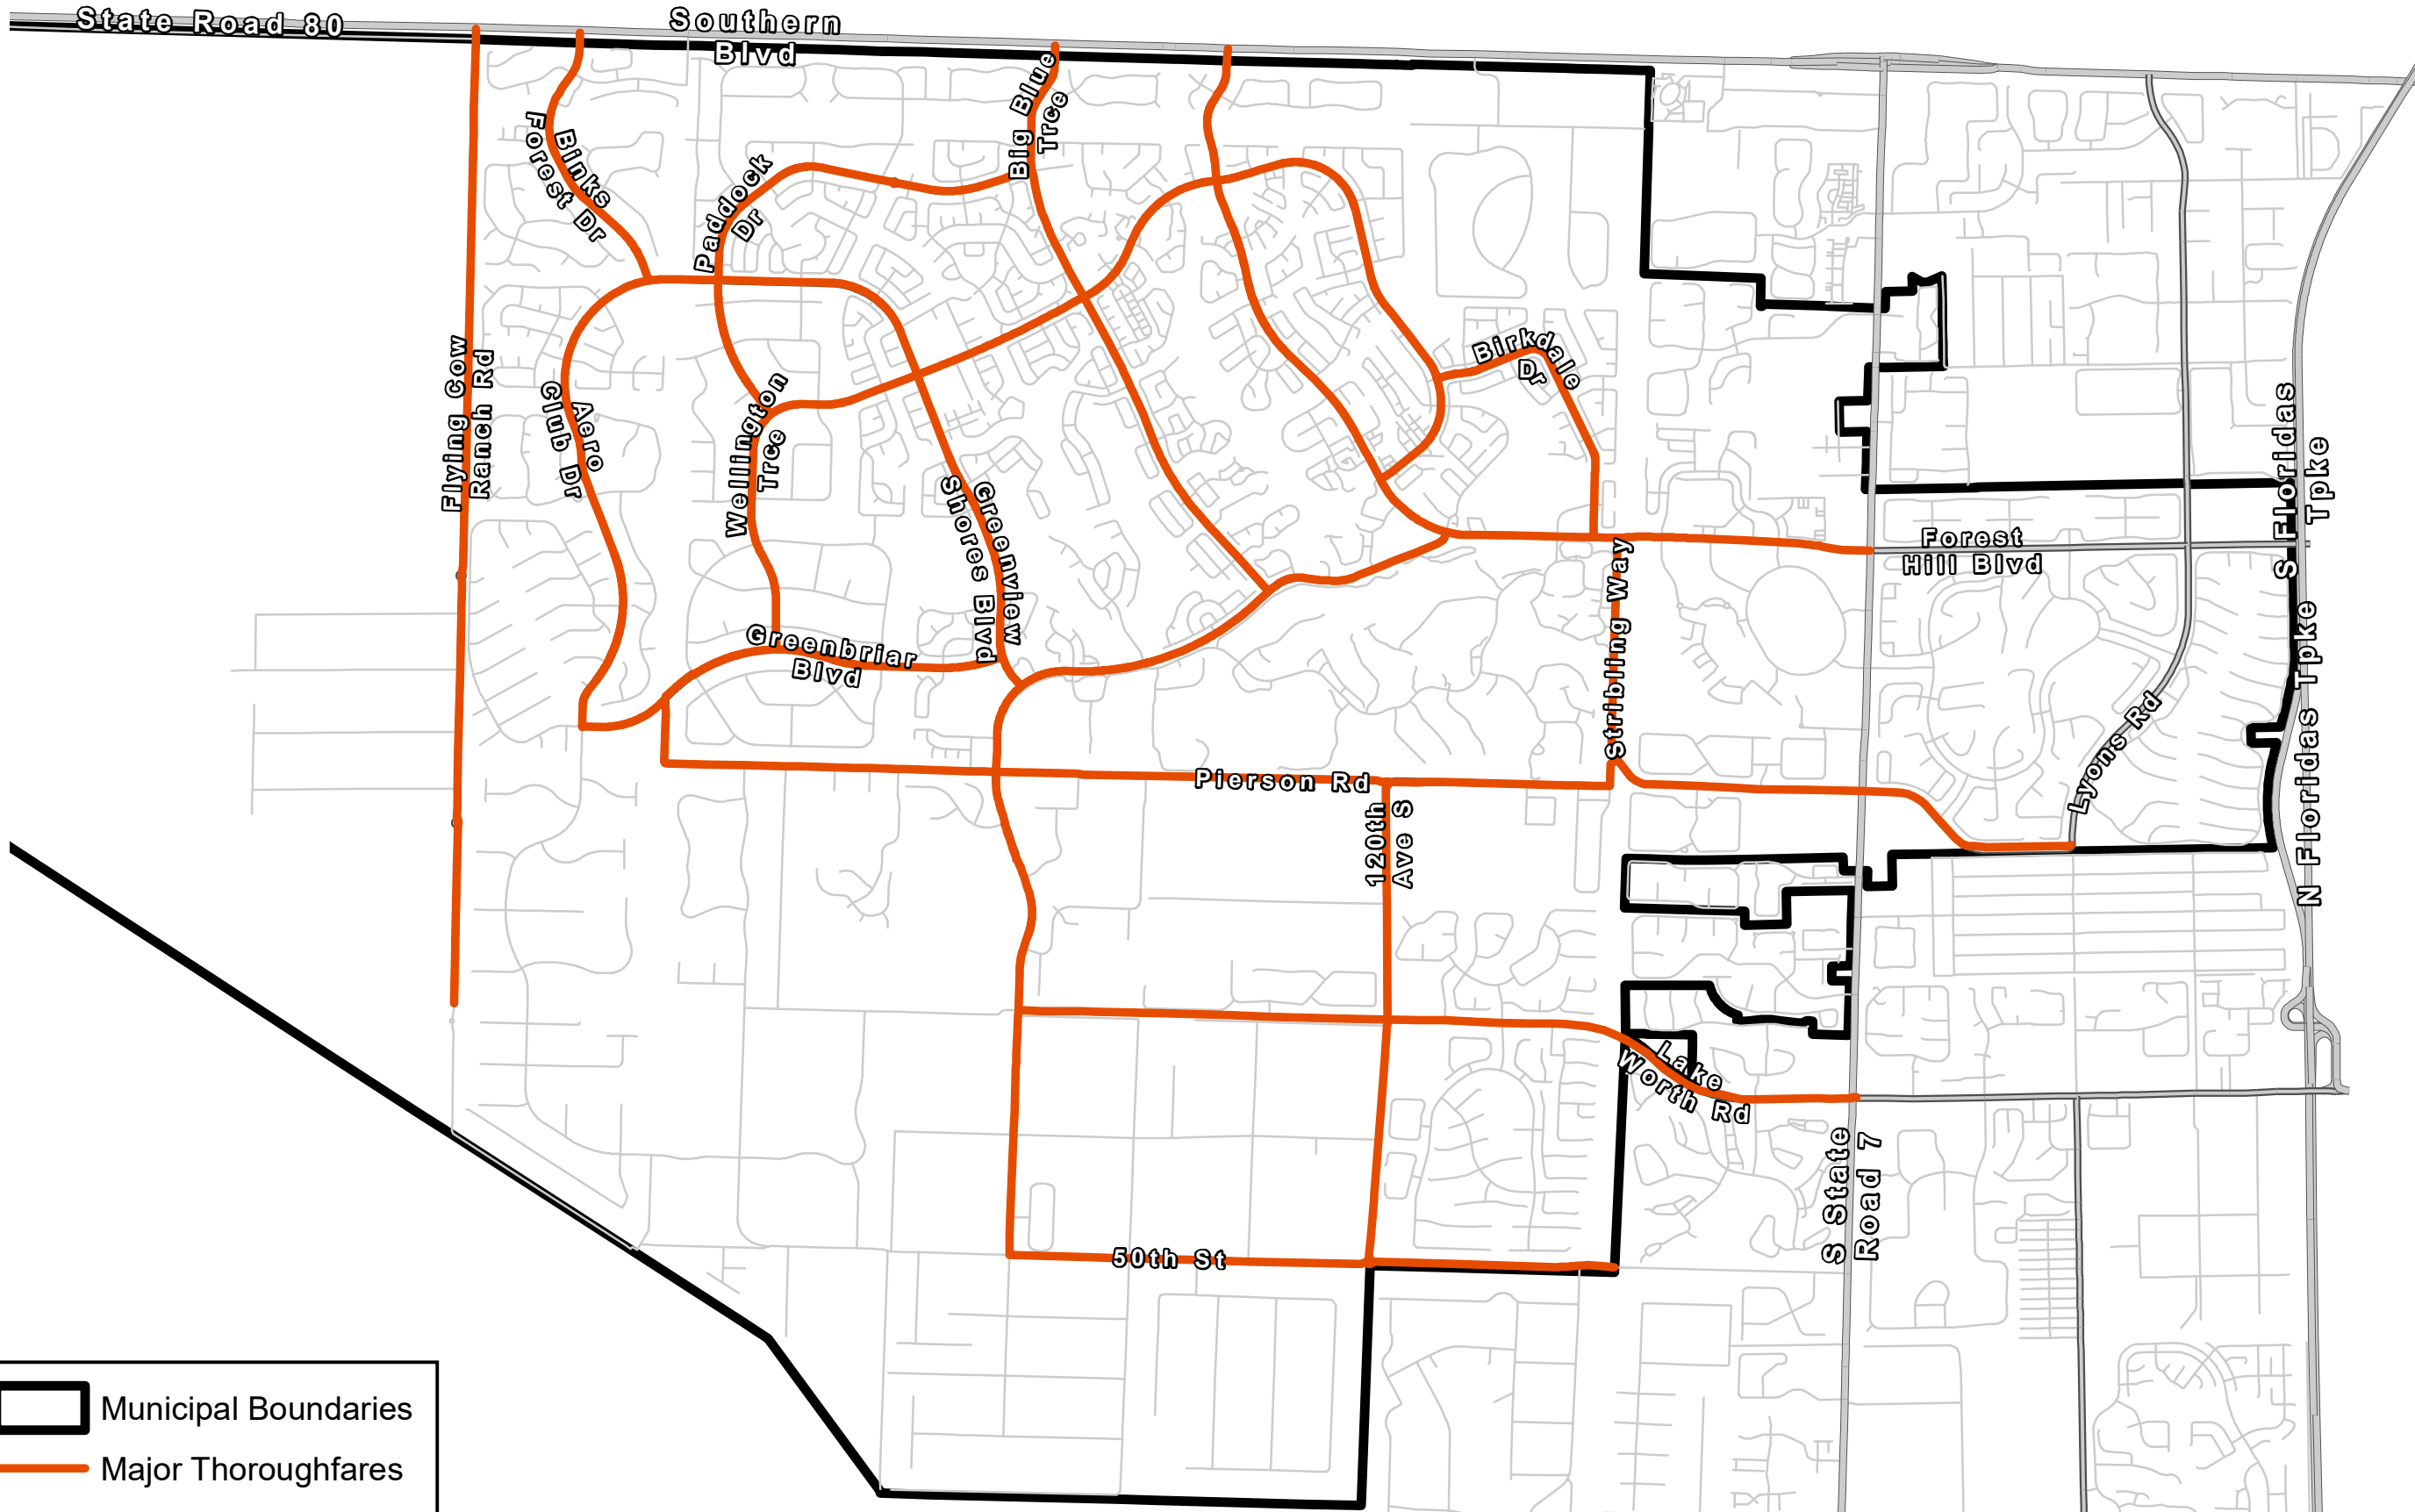 State Road 80
Southern
Blvd
Big Blue
Trce
Binks
Forest Dr
Paddock
Dr
Flying Cow
Ranch Rd
Aero
Club Dr
Wellington
Trce
Greenview
Shores Blvd
Birkdale
Dr
Greenbriar
Blvd
Stribling Way
Forest
Hill Blvd
S Floridas
Tpke
N Floridas Tpke
Lyons Rd
Pierson Rd
120th
Ave S
Lake
Worth Rd
S State
Road 7
50th St
Municipal Boundaries
Major Thoroughfares